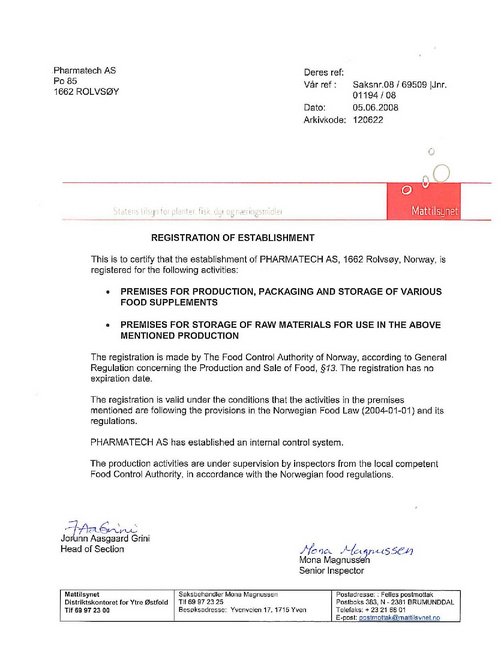 Pharmatech AS
Po 85
1662 ROLVSØY
Deres ref:
Vår ref : Saksnr.08 / 69509 |Jnr.
01194 / 08
Dato: 05.06.2008
Arkivkode: 120622
Statens tilsyn for planter, fisk, dyr og næringsmidler
Mattilsynet
REGISTRATION OF ESTABLISHMENT
This is to certify that the establishment of PHARMATECH AS, 1662 Rolvsøy, Norway, is
registered for the following activities:
• PREMISES FOR PRODUCTION, PACKAGING AND STORAGE OF VARIOUS
FOOD SUPPLEMENTS
• PREMISES FOR STORAGE OF RAW MATERIALS FOR USE IN THE ABOVE
MENTIONED PRODUCTION
The registration is made by The Food Control Authority of Norway, according to General
Regulation concerning the Production and Sale of Food, §13. The registration has no
expiration date.
The registration is valid under the conditions that the activities in the premises
mentioned are following the provisions in the Norwegian Food Law (2004-01-01) and its
regulations.
PHARMATECH AS has established an internal control system.
The production activities are under supervision by inspectors from the local competent
Food Control Authority, in accordance with the Norwegian food regulations.
Jorunn Aasgaard Grini
Head of Section
Mona Magnussen
Mona Magnussen
Senior Inspector
Mattilsynet
Distriktskontoret for Ytre Østfold
Tlf 69 97 23 00
Saksbehandler Mona Magnussen
Tlf 69 97 23 25
Besøksadresse: Yvenveien 17, 1715 Yven
Postadresse: : Felles postmottak
Postboks 383, N - 2381 BRUMUNDDAL
Telefaks: + 23 21 68 01
E-post: postmottak@mattilsynet.no